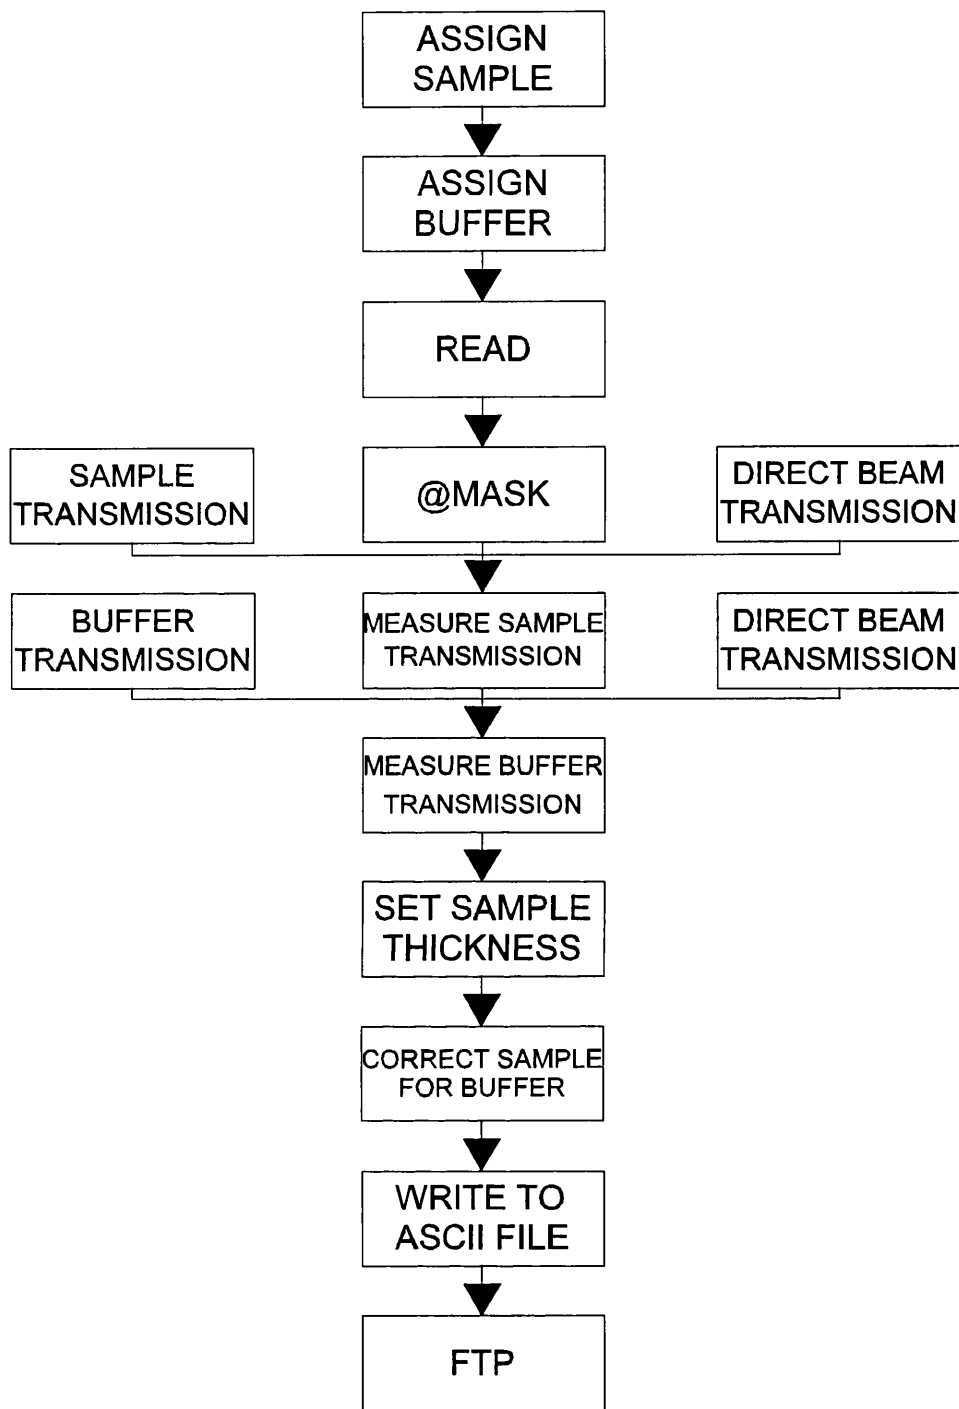 ASSIGN
SAMPLE
ASSIGN
BUFFER
READ
SAMPLE
TRANSMISSION
@MASK
DIRECT BEAM
TRANSMISSION
BUFFER
TRANSMISSION
MEASURE SAMPLE
TRANSMISSION
DIRECT BEAM
TRANSMISSION
MEASURE BUFFER
TRANSMISSION
SET SAMPLE
THICKNESS
CORRECT SAMPLE
FOR BUFFER
WRITE TO
ASCII FILE
FTP